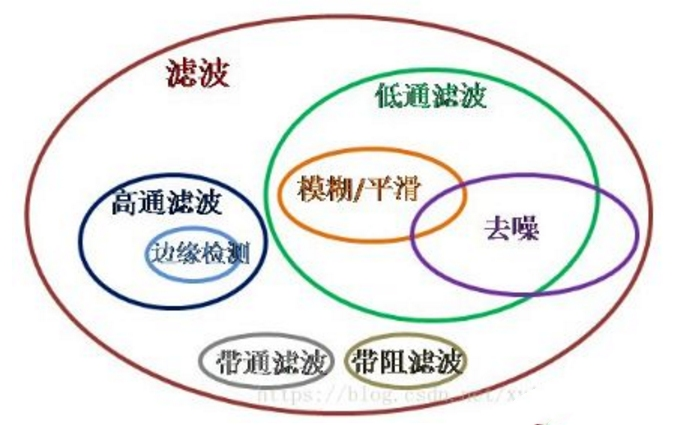 滤波
低通滤波
模糊/平滑
高通滤波
去噪
边缘检测
带通滤波
带阻滤波
https://blog.csdn.net/x